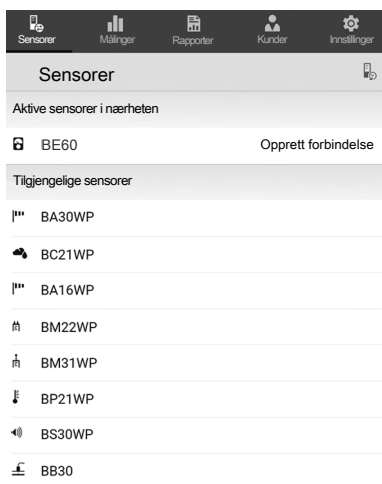 Sensorer Målinger Rapporter Kunder Innstillinger
Sensorer
Aktive sensorer i nærheten
BE60 Opprett forbindelse
Tilgjengelige sensorer
BA30WP
BC21WP
BA16WP
BM22WP
BM31WP
BP21WP
BS30WP
BB30